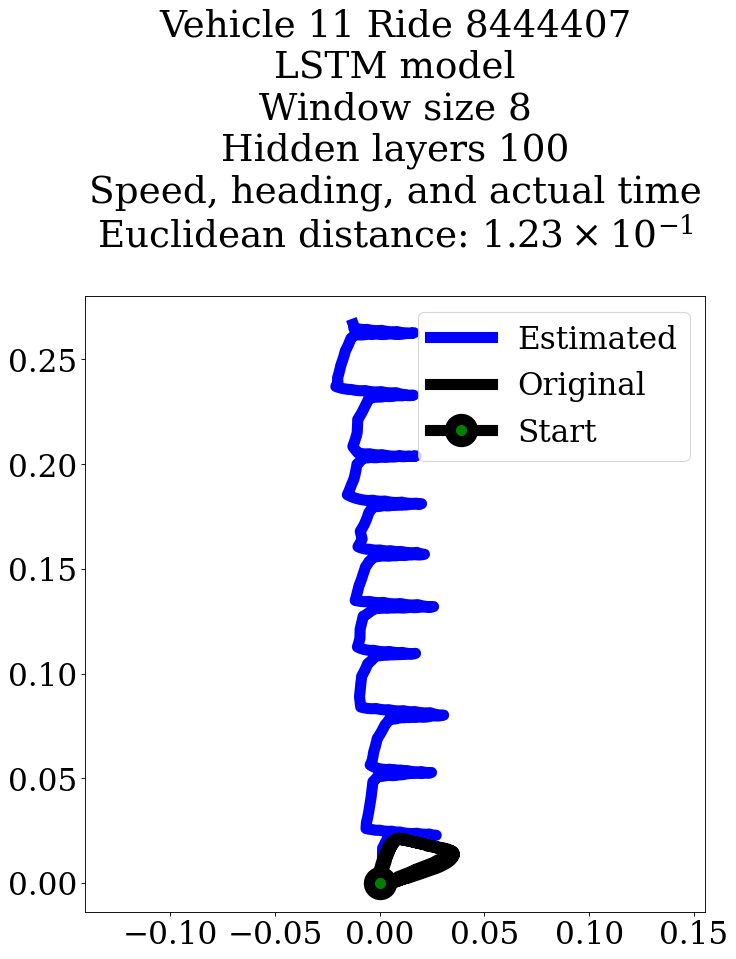 Vehicle 11 Ride 8444407
LSTM model
Window size 8
Hidden layers 100
Speed, heading, and actual time
Euclidean distance: 1.23 × 10⁻¹
Estimated
Original
Start
0.25
0.20
0.15
0.10
0.05
0.00
−0.10 −0.05 0.00 0.05 0.10 0.15